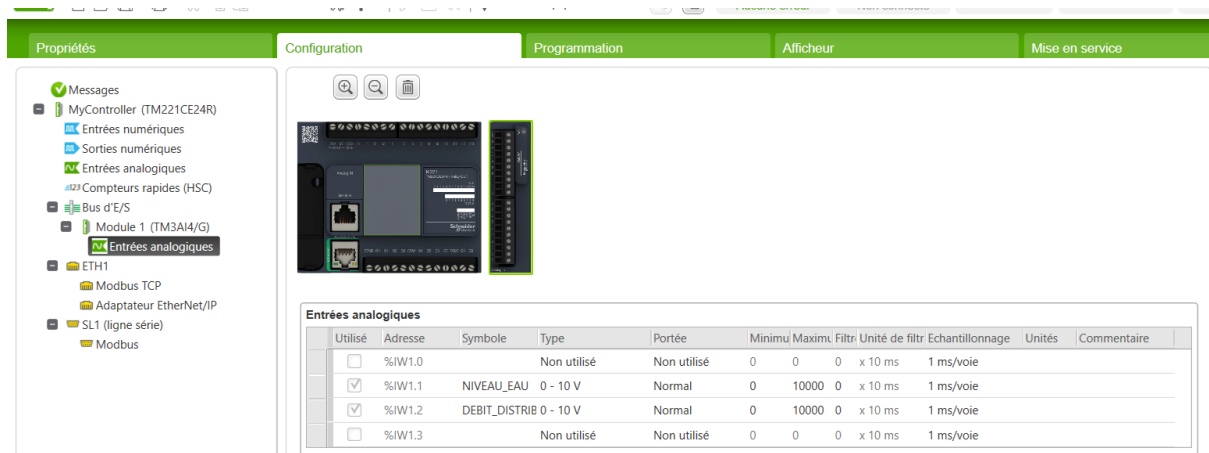 Propriétés Configuration Programmation Afficheur Mise en service
Messages
MyController (TM221CE24R)
Entrées numériques
Sorties numériques
Entrées analogiques
Compteurs rapides (HSC)
Bus d'E/S
Module 1 (TM3AI4/G)
Entrées analogiques
ETH1
Modbus TCP
Adaptateur EtherNet/IP
SL1 (ligne série)
Modbus
Entrées analogiques
Utilisé Adresse Symbole Type Portée Minimu Maximu Filtr Unité de filtr Echantillonnage Unités Commentaire
%IW1.0 Non utilisé Non utilisé 0 0 0 x 10 ms 1 ms/voie
%IW1.1 NIVEAU_EAU 0 - 10 V Normal 0 10000 0 x 10 ms 1 ms/voie
%IW1.2 DEBIT_DISTRIB 0 - 10 V Normal 0 10000 0 x 10 ms 1 ms/voie
%IW1.3 Non utilisé Non utilisé 0 0 0 x 10 ms 1 ms/voie